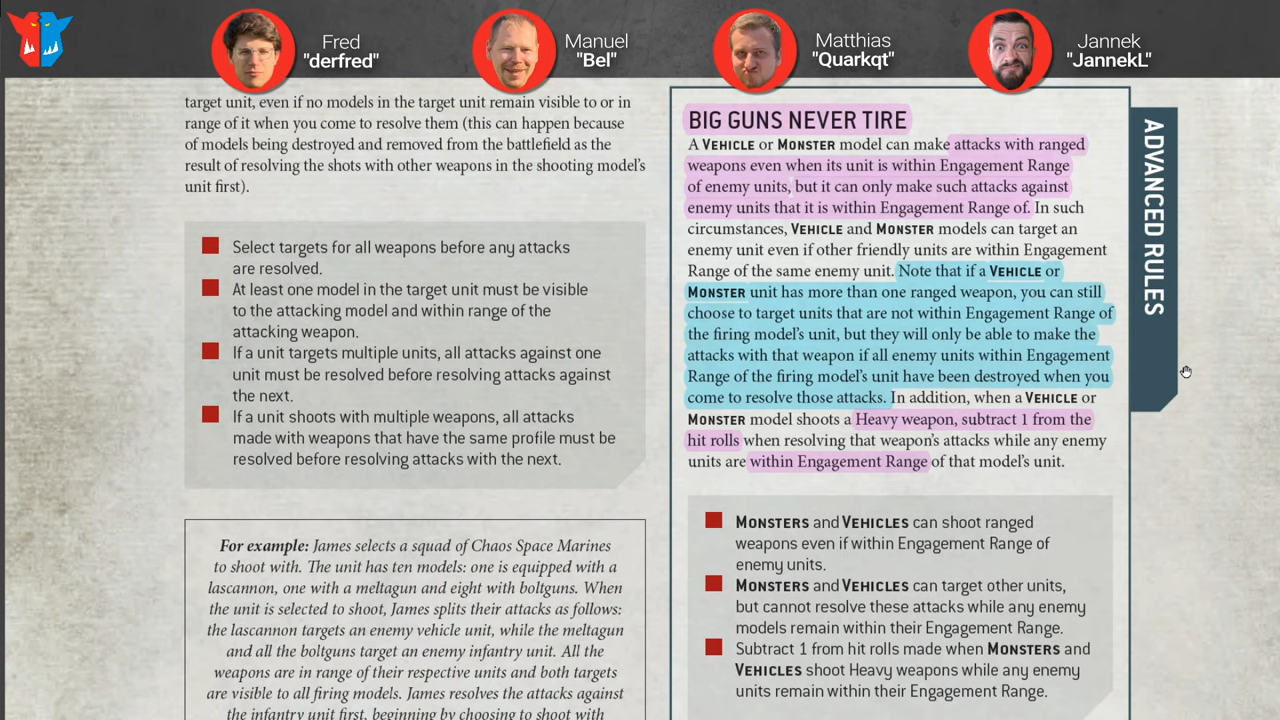 Fred
"derfred"
Manuel
"Bel"
Matthias
"Quarkqt"
Jannek
"JannekL"
target unit, even if no models in the target unit remain visible to or in
range of it when you come to resolve them (this can happen because
of models being destroyed and removed from the battlefield as the
result of resolving the shots with other weapons in the shooting model's
unit first).
Select targets for all weapons before any attacks
are resolved.
At least one model in the target unit must be visible
to the attacking model and within range of the
attacking weapon.
If a unit targets multiple units, all attacks against one
unit must be resolved before resolving attacks against
the next.
If a unit shoots with multiple weapons, all attacks
made with weapons that have the same profile must be
resolved before resolving attacks with the next.
For example: James selects a squad of Chaos Space Marines
to shoot with. The unit has ten models: one is equipped with a
lascannon, one with a meltagun and eight with boltguns. When
the unit is selected to shoot, James splits their attacks as follows:
the lascannon targets an enemy vehicle unit, while the meltagun
and all the boltguns target an enemy infantry unit. All the
weapons are in range of their respective units and both targets
are visible to all firing models. James resolves the attacks against
the infantry unit first, beginning by choosing to shoot with
BIG GUNS NEVER TIRE
A VEHICLE or MONSTER model can make attacks with ranged
weapons even when its unit is within Engagement Range
of enemy units, but it can only make such attacks against
enemy units that it is within Engagement Range of. In such
circumstances, VEHICLE and MONSTER models can target an
enemy unit even if other friendly units are within Engagement
Range of the same enemy unit. Note that if a VEHICLE or
MONSTER unit has more than one ranged weapon, you can still
choose to target units that are not within Engagement Range of
the firing model's unit, but they will only be able to make the
attacks with that weapon if all enemy units within Engagement
Range of the firing model's unit have been destroyed when you
come to resolve those attacks. In addition, when a VEHICLE or
MONSTER model shoots a Heavy weapon, subtract 1 from the
hit rolls when resolving that weapon's attacks while any enemy
units are within Engagement Range of that model's unit.
MONSTERS and VEHICLES can shoot ranged
weapons even if within Engagement Range of
enemy units.
MONSTERS and VEHICLES can target other units,
but cannot resolve these attacks while any enemy
models remain within their Engagement Range.
Subtract 1 from hit rolls made when MONSTERS and
VEHICLES shoot Heavy weapons while any enemy
units remain within their Engagement Range.
ADVANCED RULES